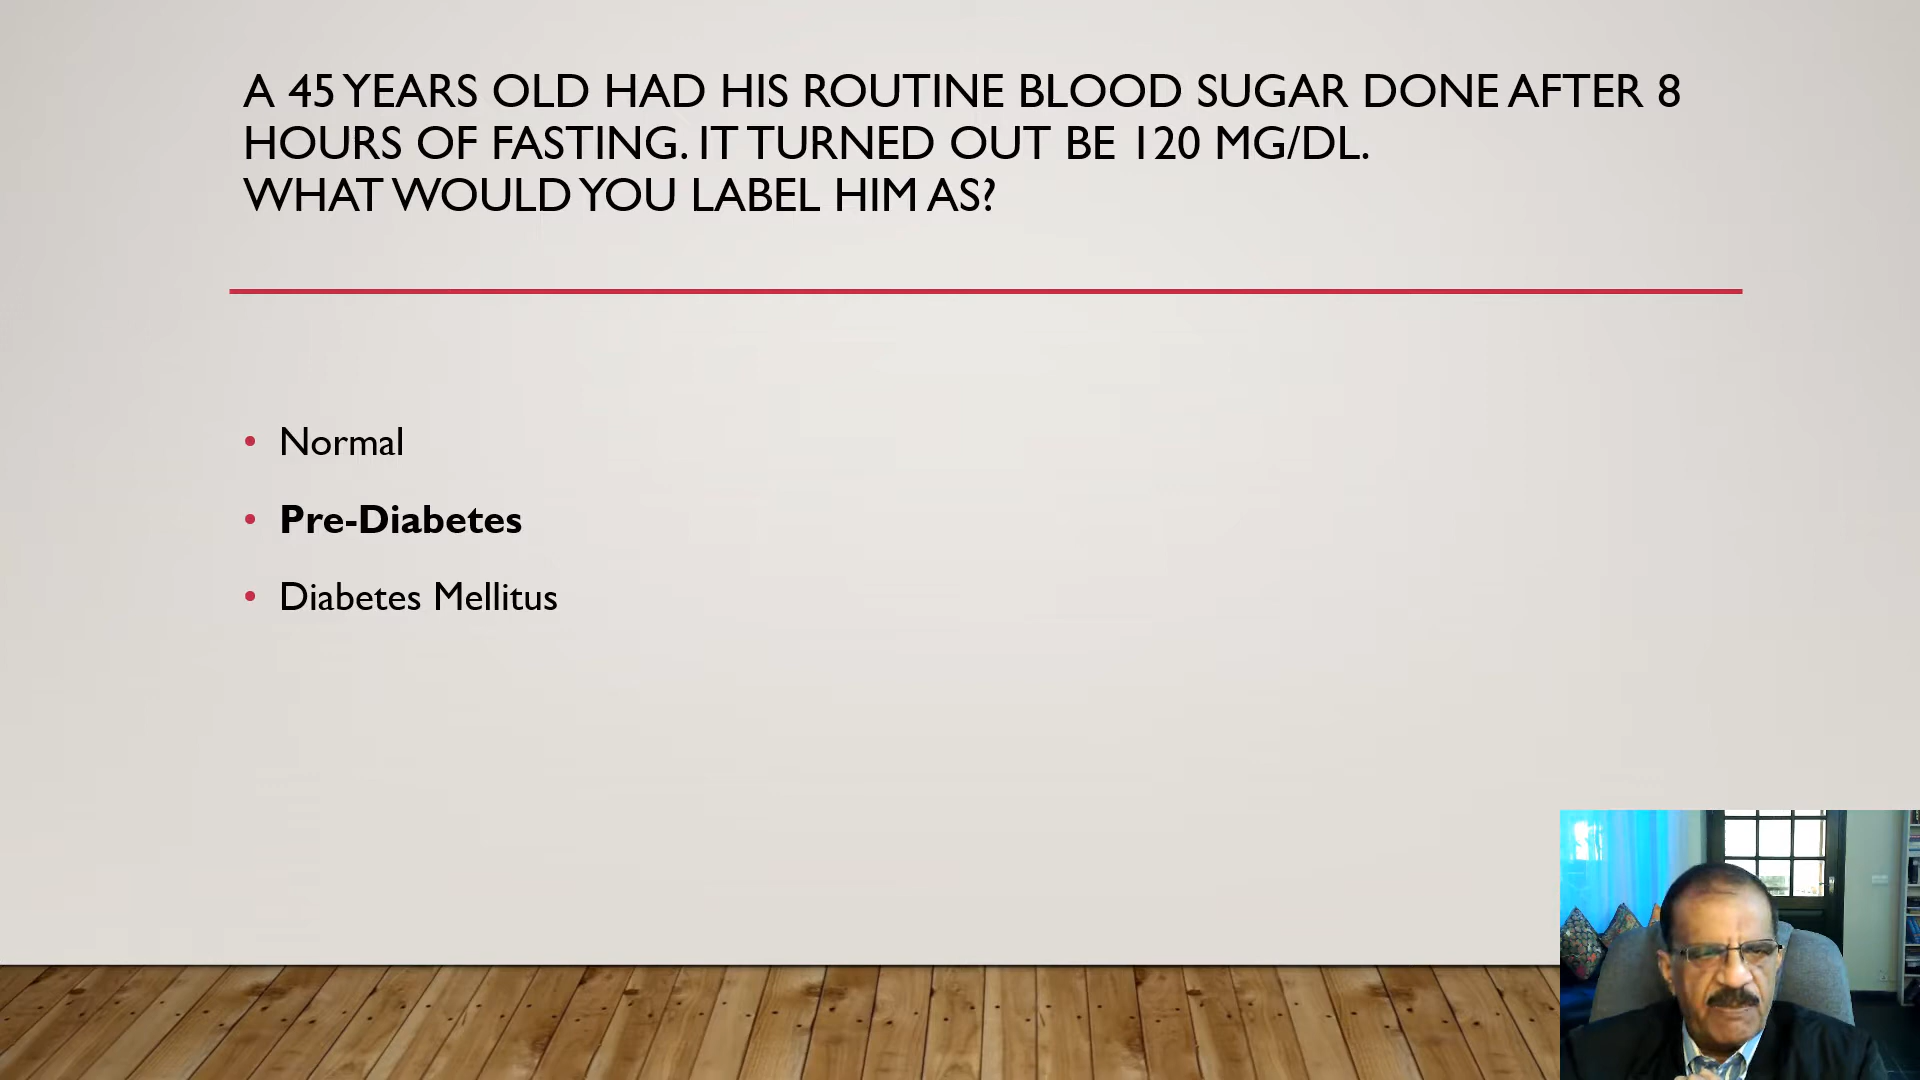 A 45 YEARS OLD HAD HIS ROUTINE BLOOD SUGAR DONE AFTER 8
HOURS OF FASTING. IT TURNED OUT BE 120 MG/DL.
WHAT WOULD YOU LABEL HIM AS?
• Normal
• Pre-Diabetes
• Diabetes Mellitus